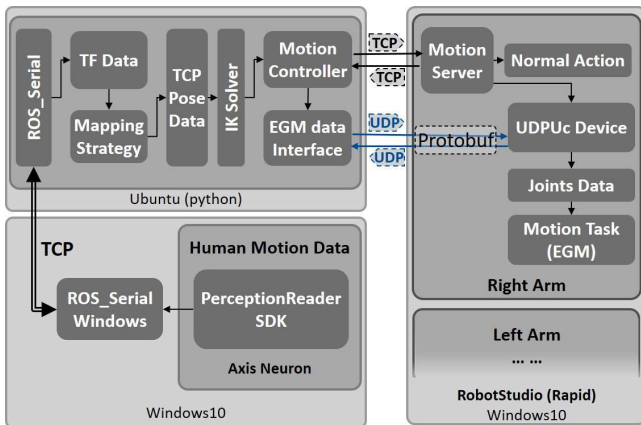 ROS_Serial
TF Data
Mapping
Strategy
TCP
Pose
Data
IK Solver
Motion
Controller
EGM data
Interface
Ubuntu (python)
TCP
TCP
UDP
Protobuf
UDP
Motion
Server
Normal Action
UDPUc Device
Joints Data
Motion Task
(EGM)
Right Arm
Left Arm
... ...
RobotStudio (Rapid)
Windows10
TCP
ROS_Serial
Windows
Human Motion Data
PerceptionReader
SDK
Axis Neuron
Windows10